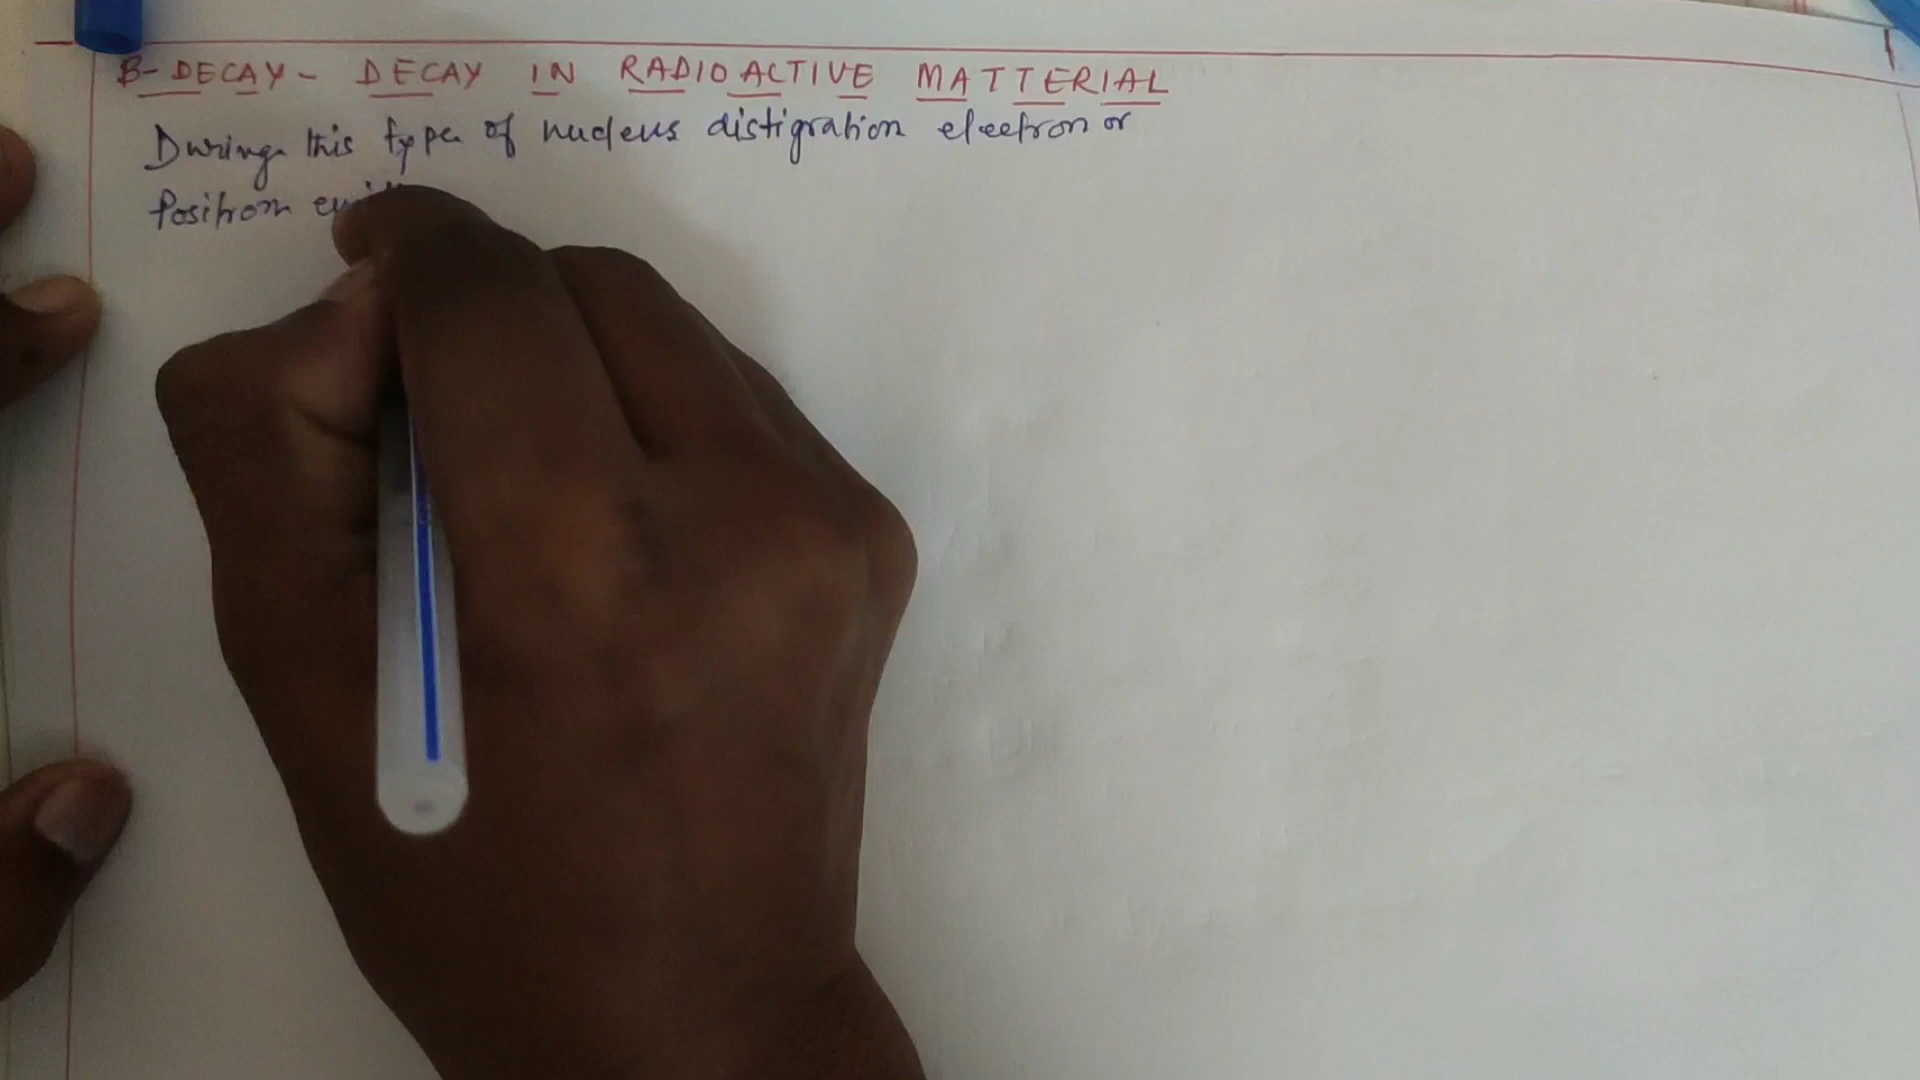 B-DECAY- DECAY IN RADIOACTIVE MATTERIAL
During this type of nucleus distigration electron or
Positron